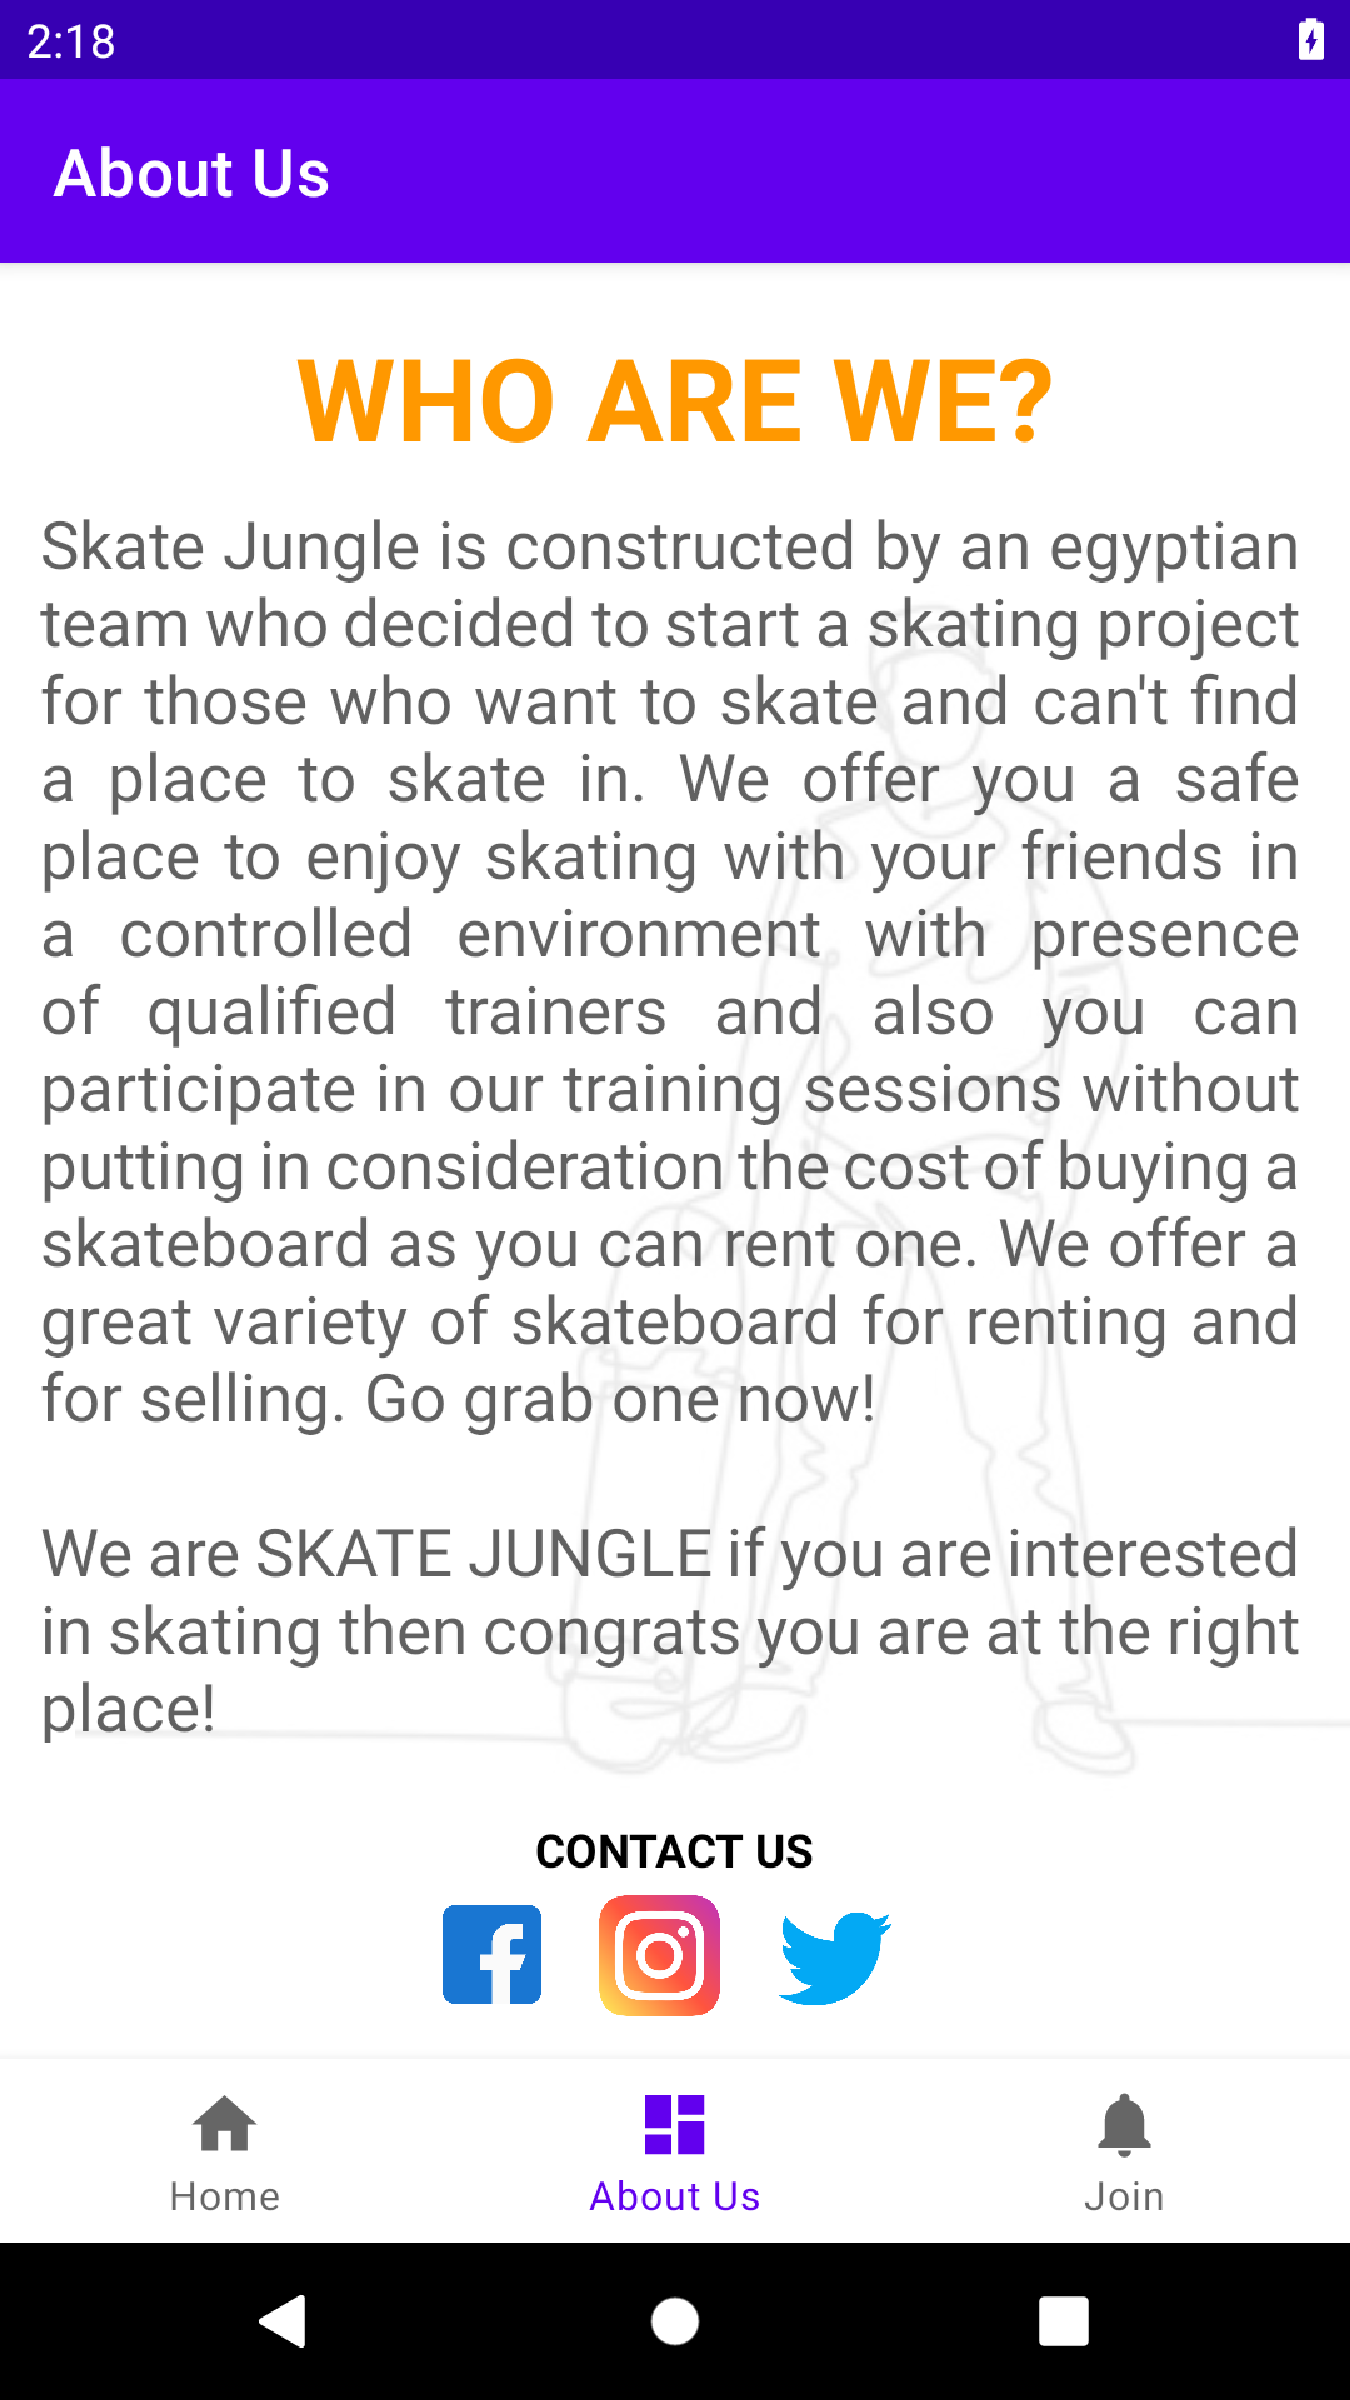 2:18
About Us
WHO ARE WE?
Skate Jungle is constructed by an egyptian
team who decided to start a skating project
for those who want to skate and can't find
a place to skate in. We offer you a safe
place to enjoy skating with your friends in
a controlled environment with presence
of qualified trainers and also you can
participate in our training sessions without
putting in consideration the cost of buying a
skateboard as you can rent one. We offer a
great variety of skateboard for renting and
for selling. Go grab one now!
We are SKATE JUNGLE if you are interested
in skating then congrats you are at the right
place!
CONTACT US
Home
About Us
Join